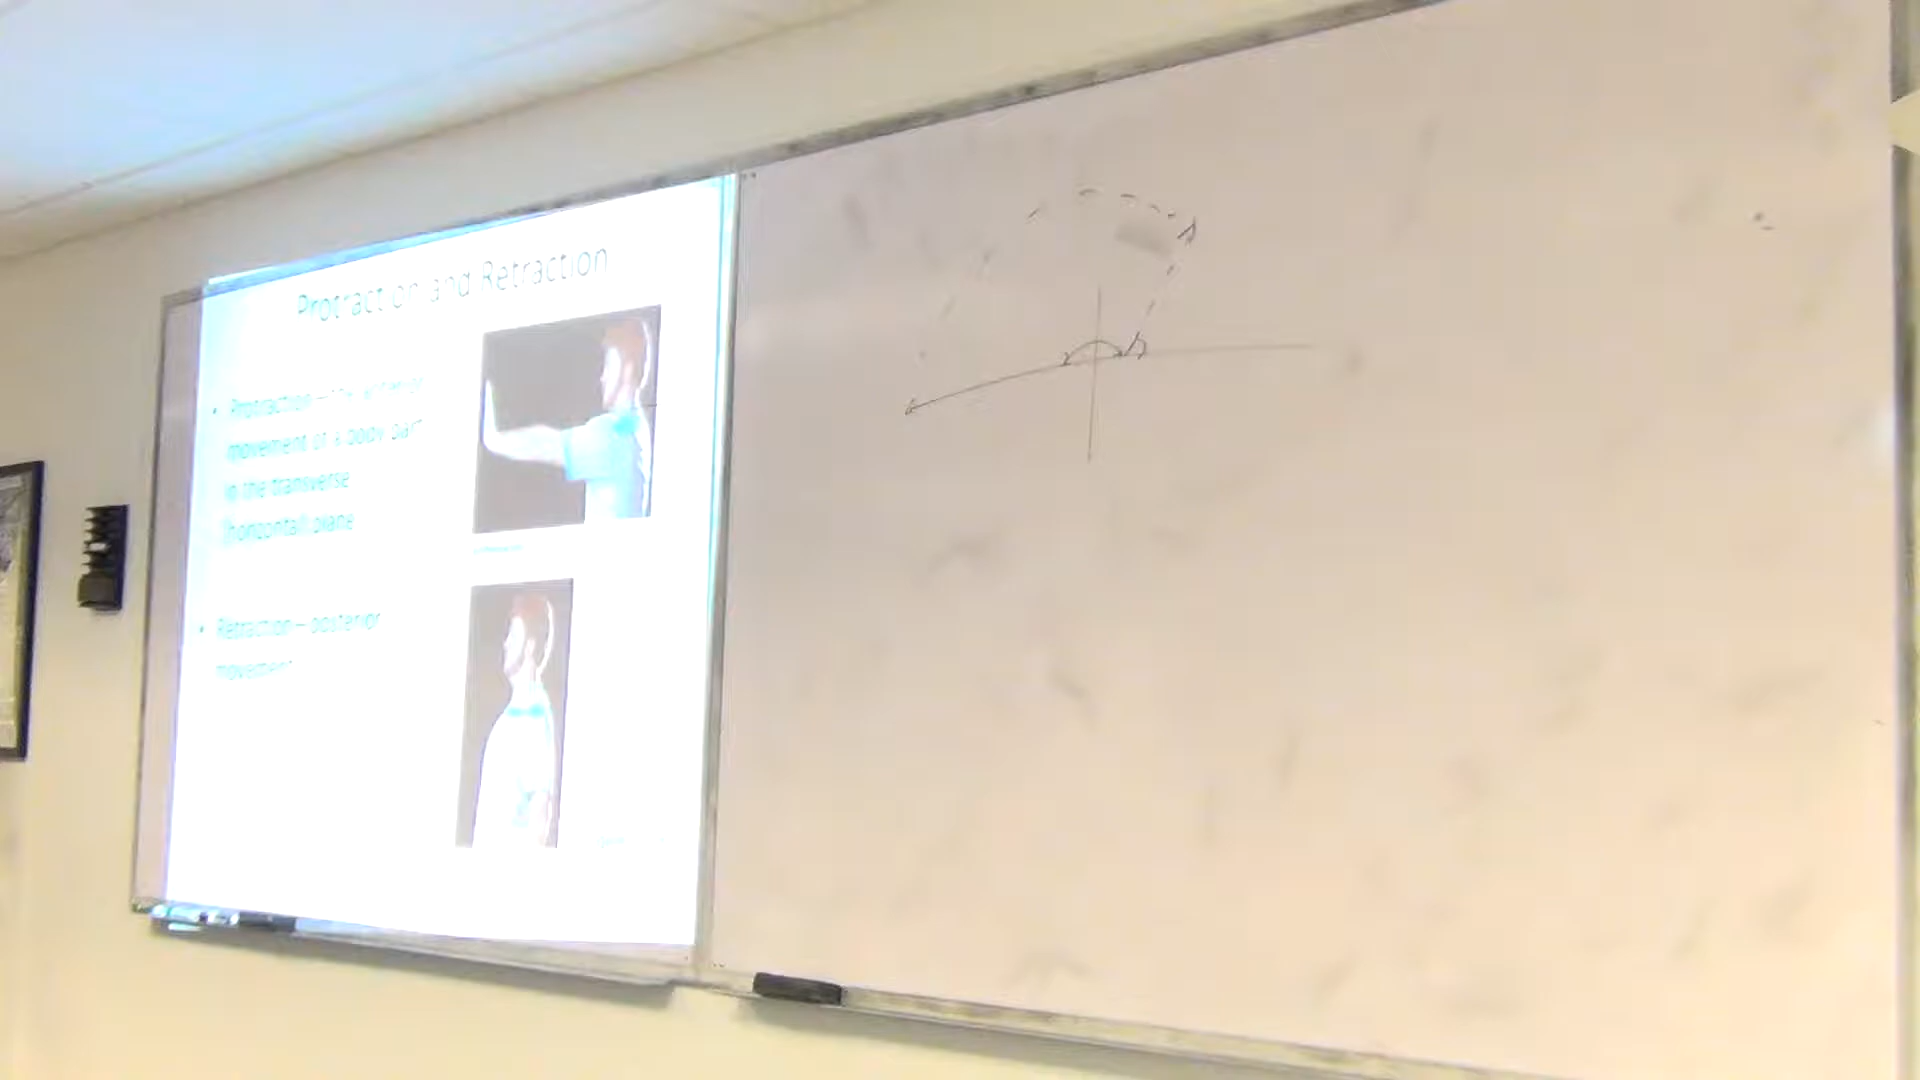 Protraction and Retraction
• Protraction – the anterior
movement of a body part
in the transverse
(horizontal) plane
• Retraction – posterior
movement